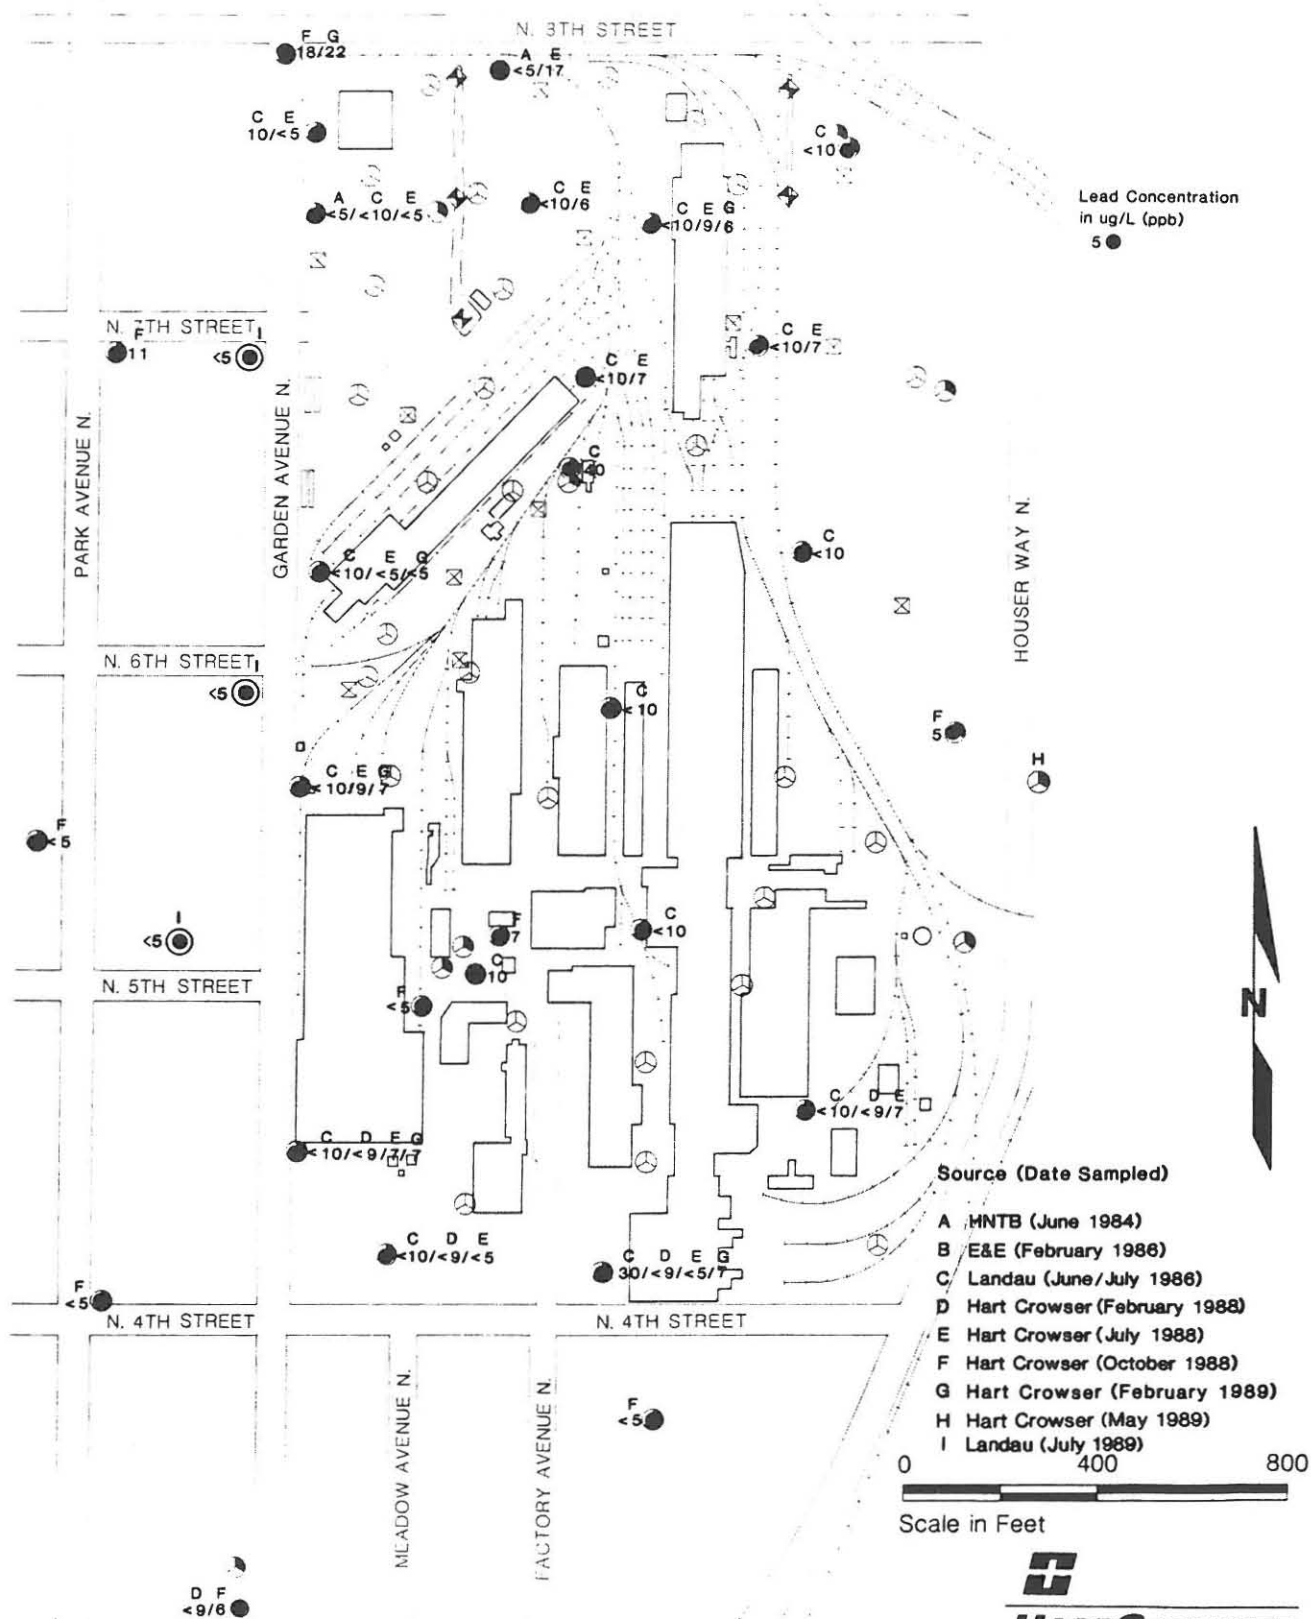 N. 8TH STREET
F G
18/22
A E
<5/17
C E
10/<5
C
<10
A C E
<5/<10/<5
C E
<10/6
C E G
<10/9/6
Lead Concentration
in ug/L (ppb)
5
N. 7TH STREET
I
F
11
<5
C E
<10/7
C E
<10/7
PARK AVENUE N.
GARDEN AVENUE N.
HOUSER WAY N.
C
40
C
<10
C E G
<10/<5/<5
N. 6TH STREET
I
<5
C
<10
F
5
H
C E G
<10/9/7
F
<5
I
<5
F
7
C
<10
C
10
N. 5TH STREET
F
<5
N
C D E
<10/<9/7
C D E G
<10/<9/7/7
C D E
<10/<9/<5
C D E G
30/<9/<5/7
F
<5
N. 4TH STREET
N. 4TH STREET
MEADOW AVENUE N.
FACTORY AVENUE N.
F
<5
D F
<9/6
Source (Date Sampled)
A HNTB (June 1984)
B E&E (February 1986)
C Landau (June/July 1986)
D Hart Crowser (February 1988)
E Hart Crowser (July 1988)
F Hart Crowser (October 1988)
G Hart Crowser (February 1989)
H Hart Crowser (May 1989)
I Landau (July 1989)
0 400 800
Scale in Feet